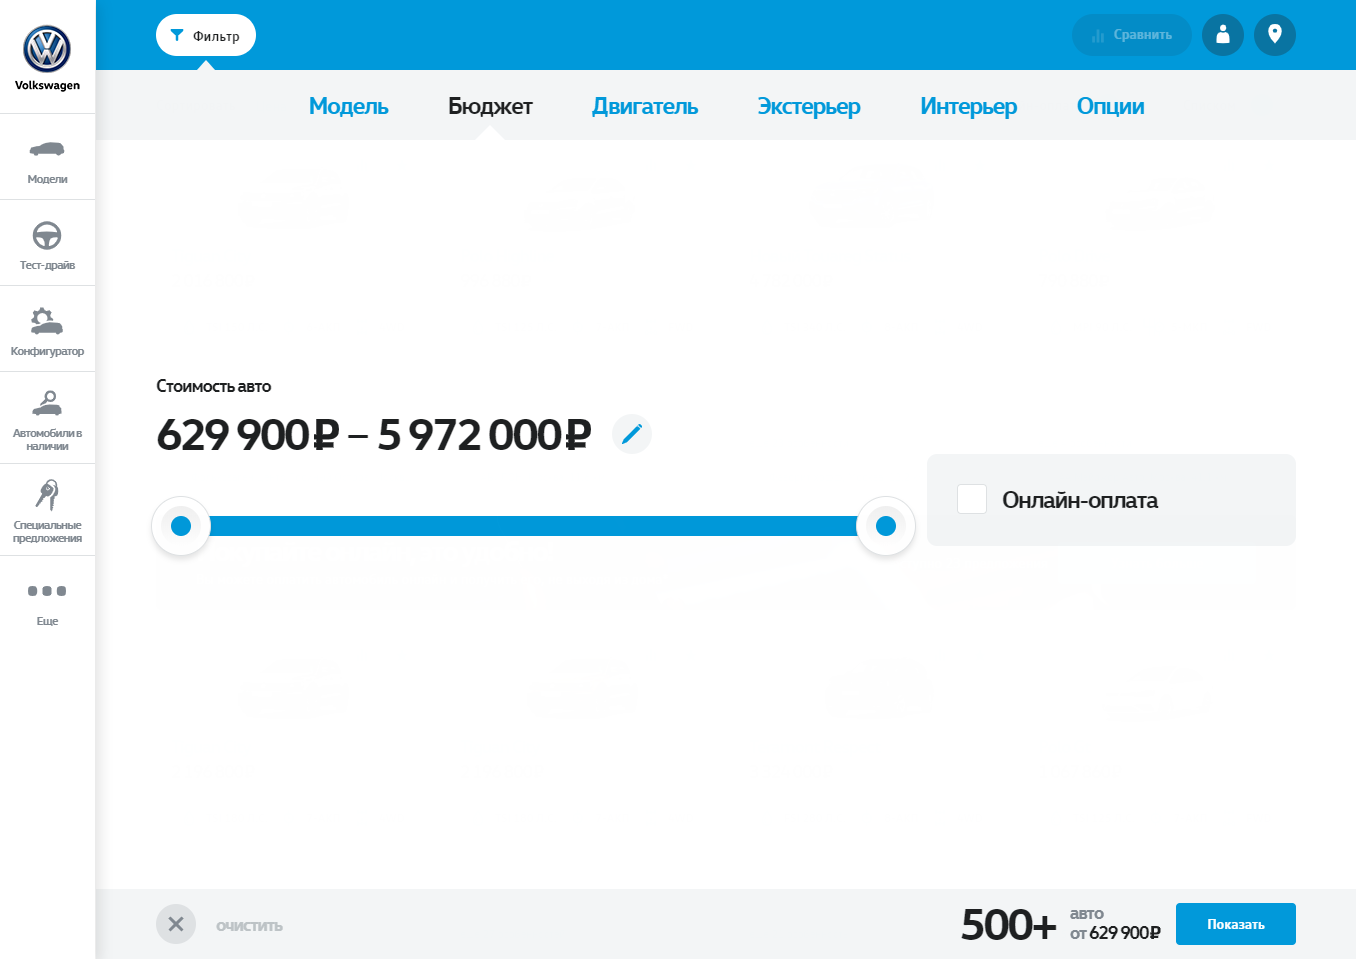 Volkswagen
Модели
Тест-драйв
Конфигуратор
Автомобили в
наличии
Специальные
предложения
Еще
Фильтр
Сравнить
Модель
Бюджет
Двигатель
Экстерьер
Интерьер
Опции
Стоимость авто
629 900 ₽ – 5 972 000 ₽
Онлайн-оплата
ОЧИСТИТЬ
500+
авто
от 629 900 ₽
Показать